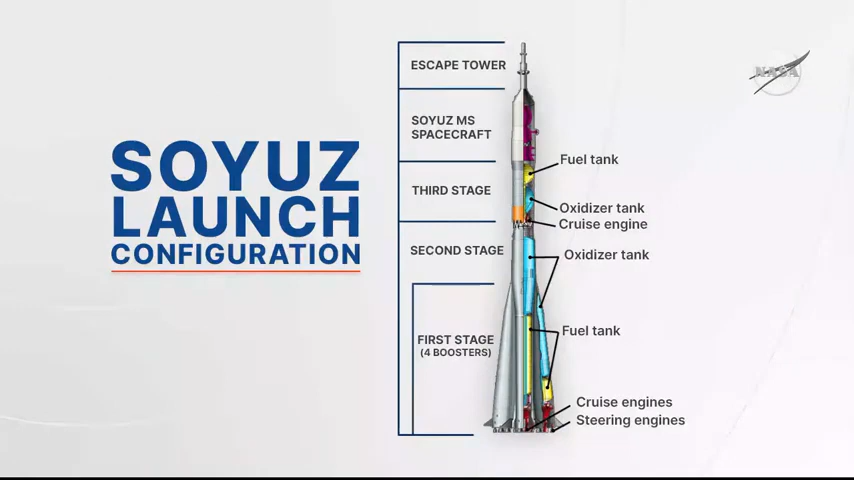 SOYUZ
LAUNCH
CONFIGURATION
ESCAPE TOWER
SOYUZ MS
SPACECRAFT
THIRD STAGE
SECOND STAGE
FIRST STAGE
(4 BOOSTERS)
Fuel tank
Oxidizer tank
Cruise engine
Oxidizer tank
Fuel tank
Cruise engines
Steering engines
NASA